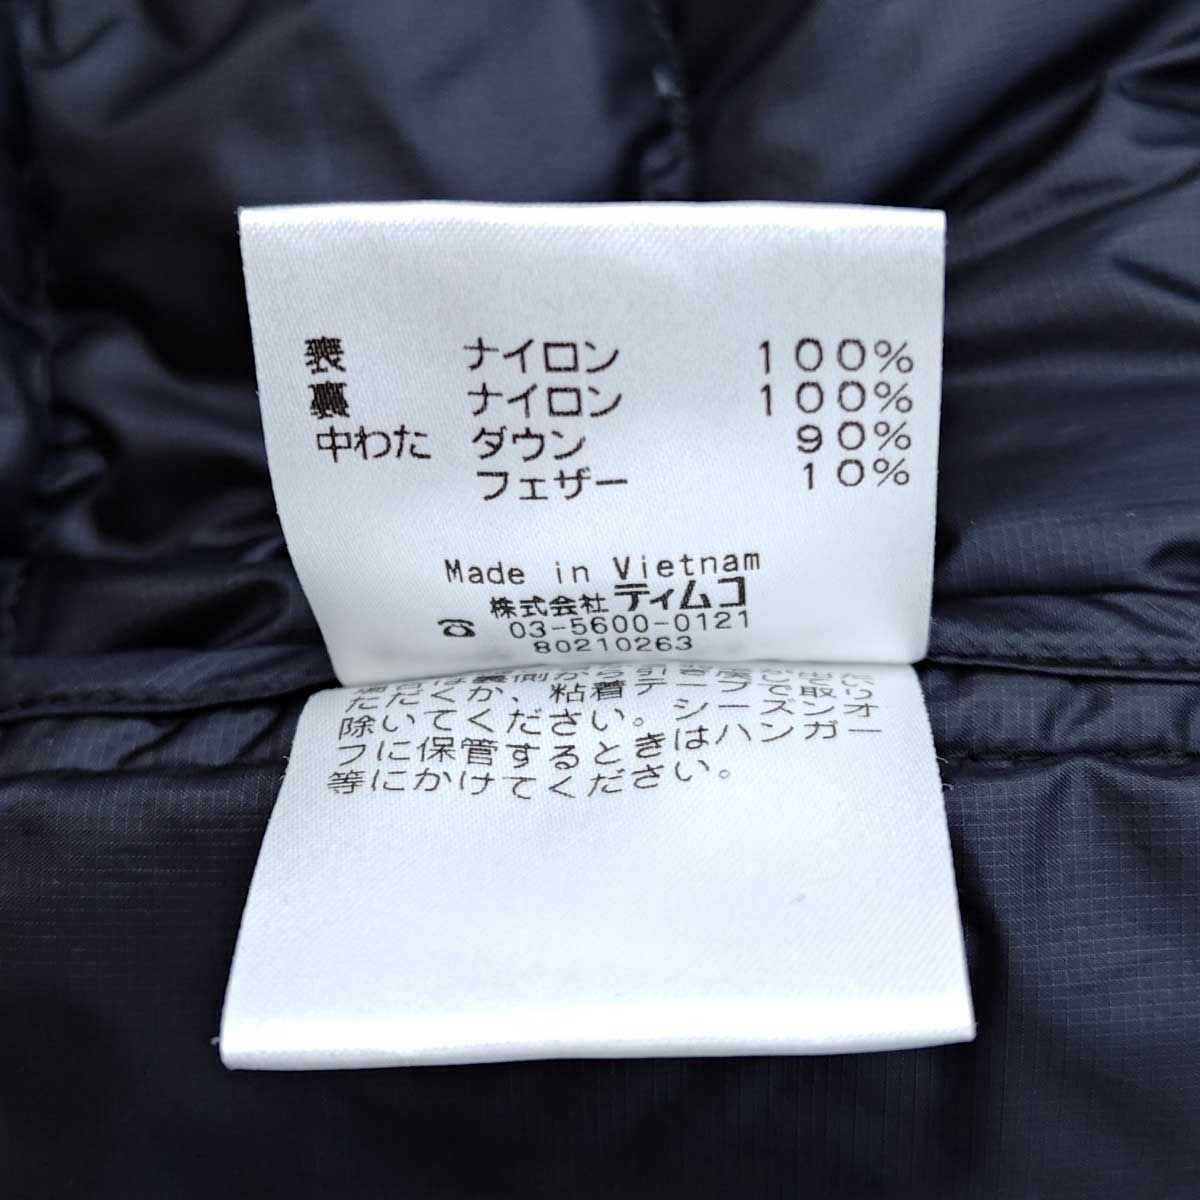 表 ナイロン 100%
裏 ナイロン 100%
中わた ダウン 90%
フェザー 10%
Made in Vietnam
株式会社 ティムコ
☎ 03-5600-0121
80210263
ただくか、粘着テープで取り
除いてください。シーズンオ
フに保管するときはハンガー
等にかけてください。